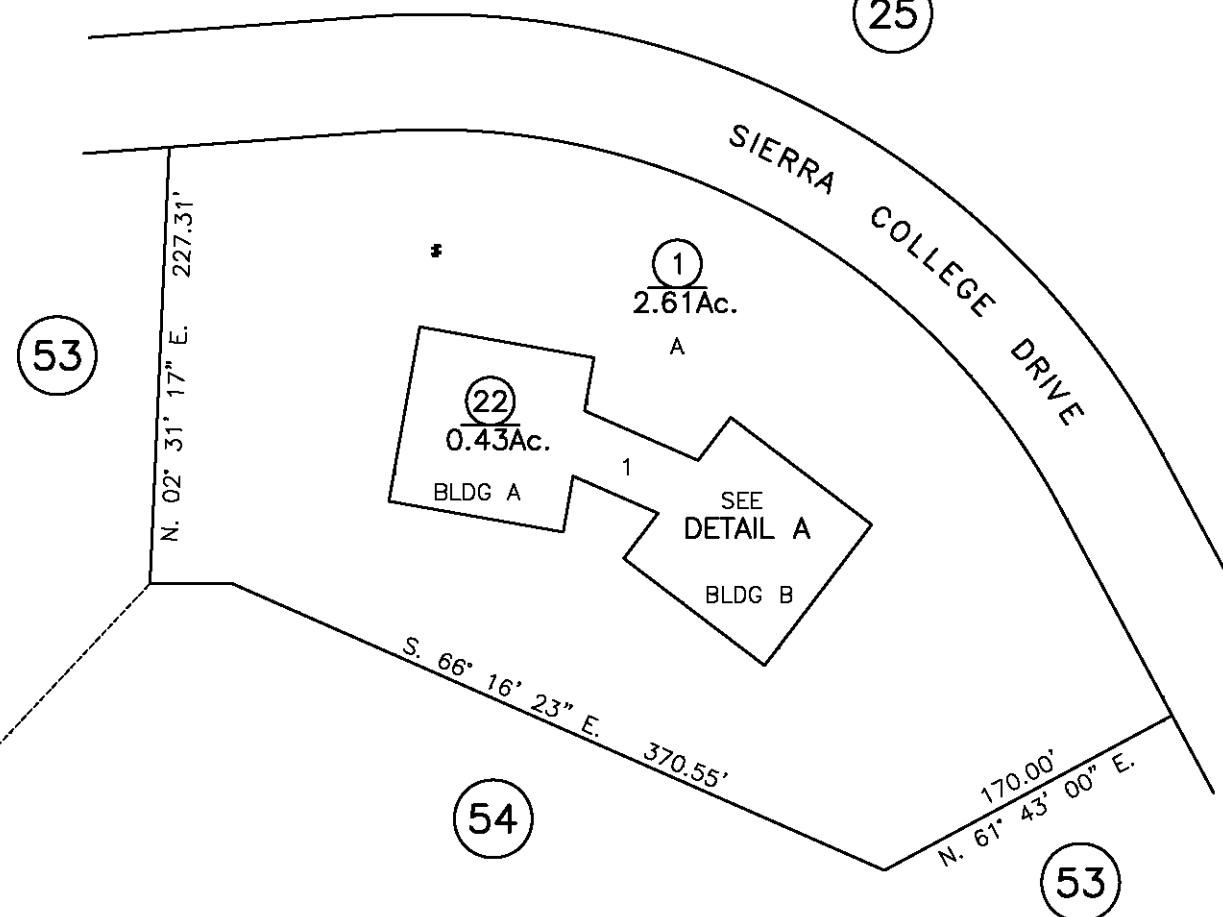 25
SIERRA COLLEGE DRIVE
227.31'
N. 02° 31' 17" E.
53
1
2.61Ac.
A
22
0.43Ac.
BLDG A
1
SEE
DETAIL A
BLDG B
S. 66° 16' 23" E. 370.55'
54
170.00'
N. 61° 43' 00" E.
53